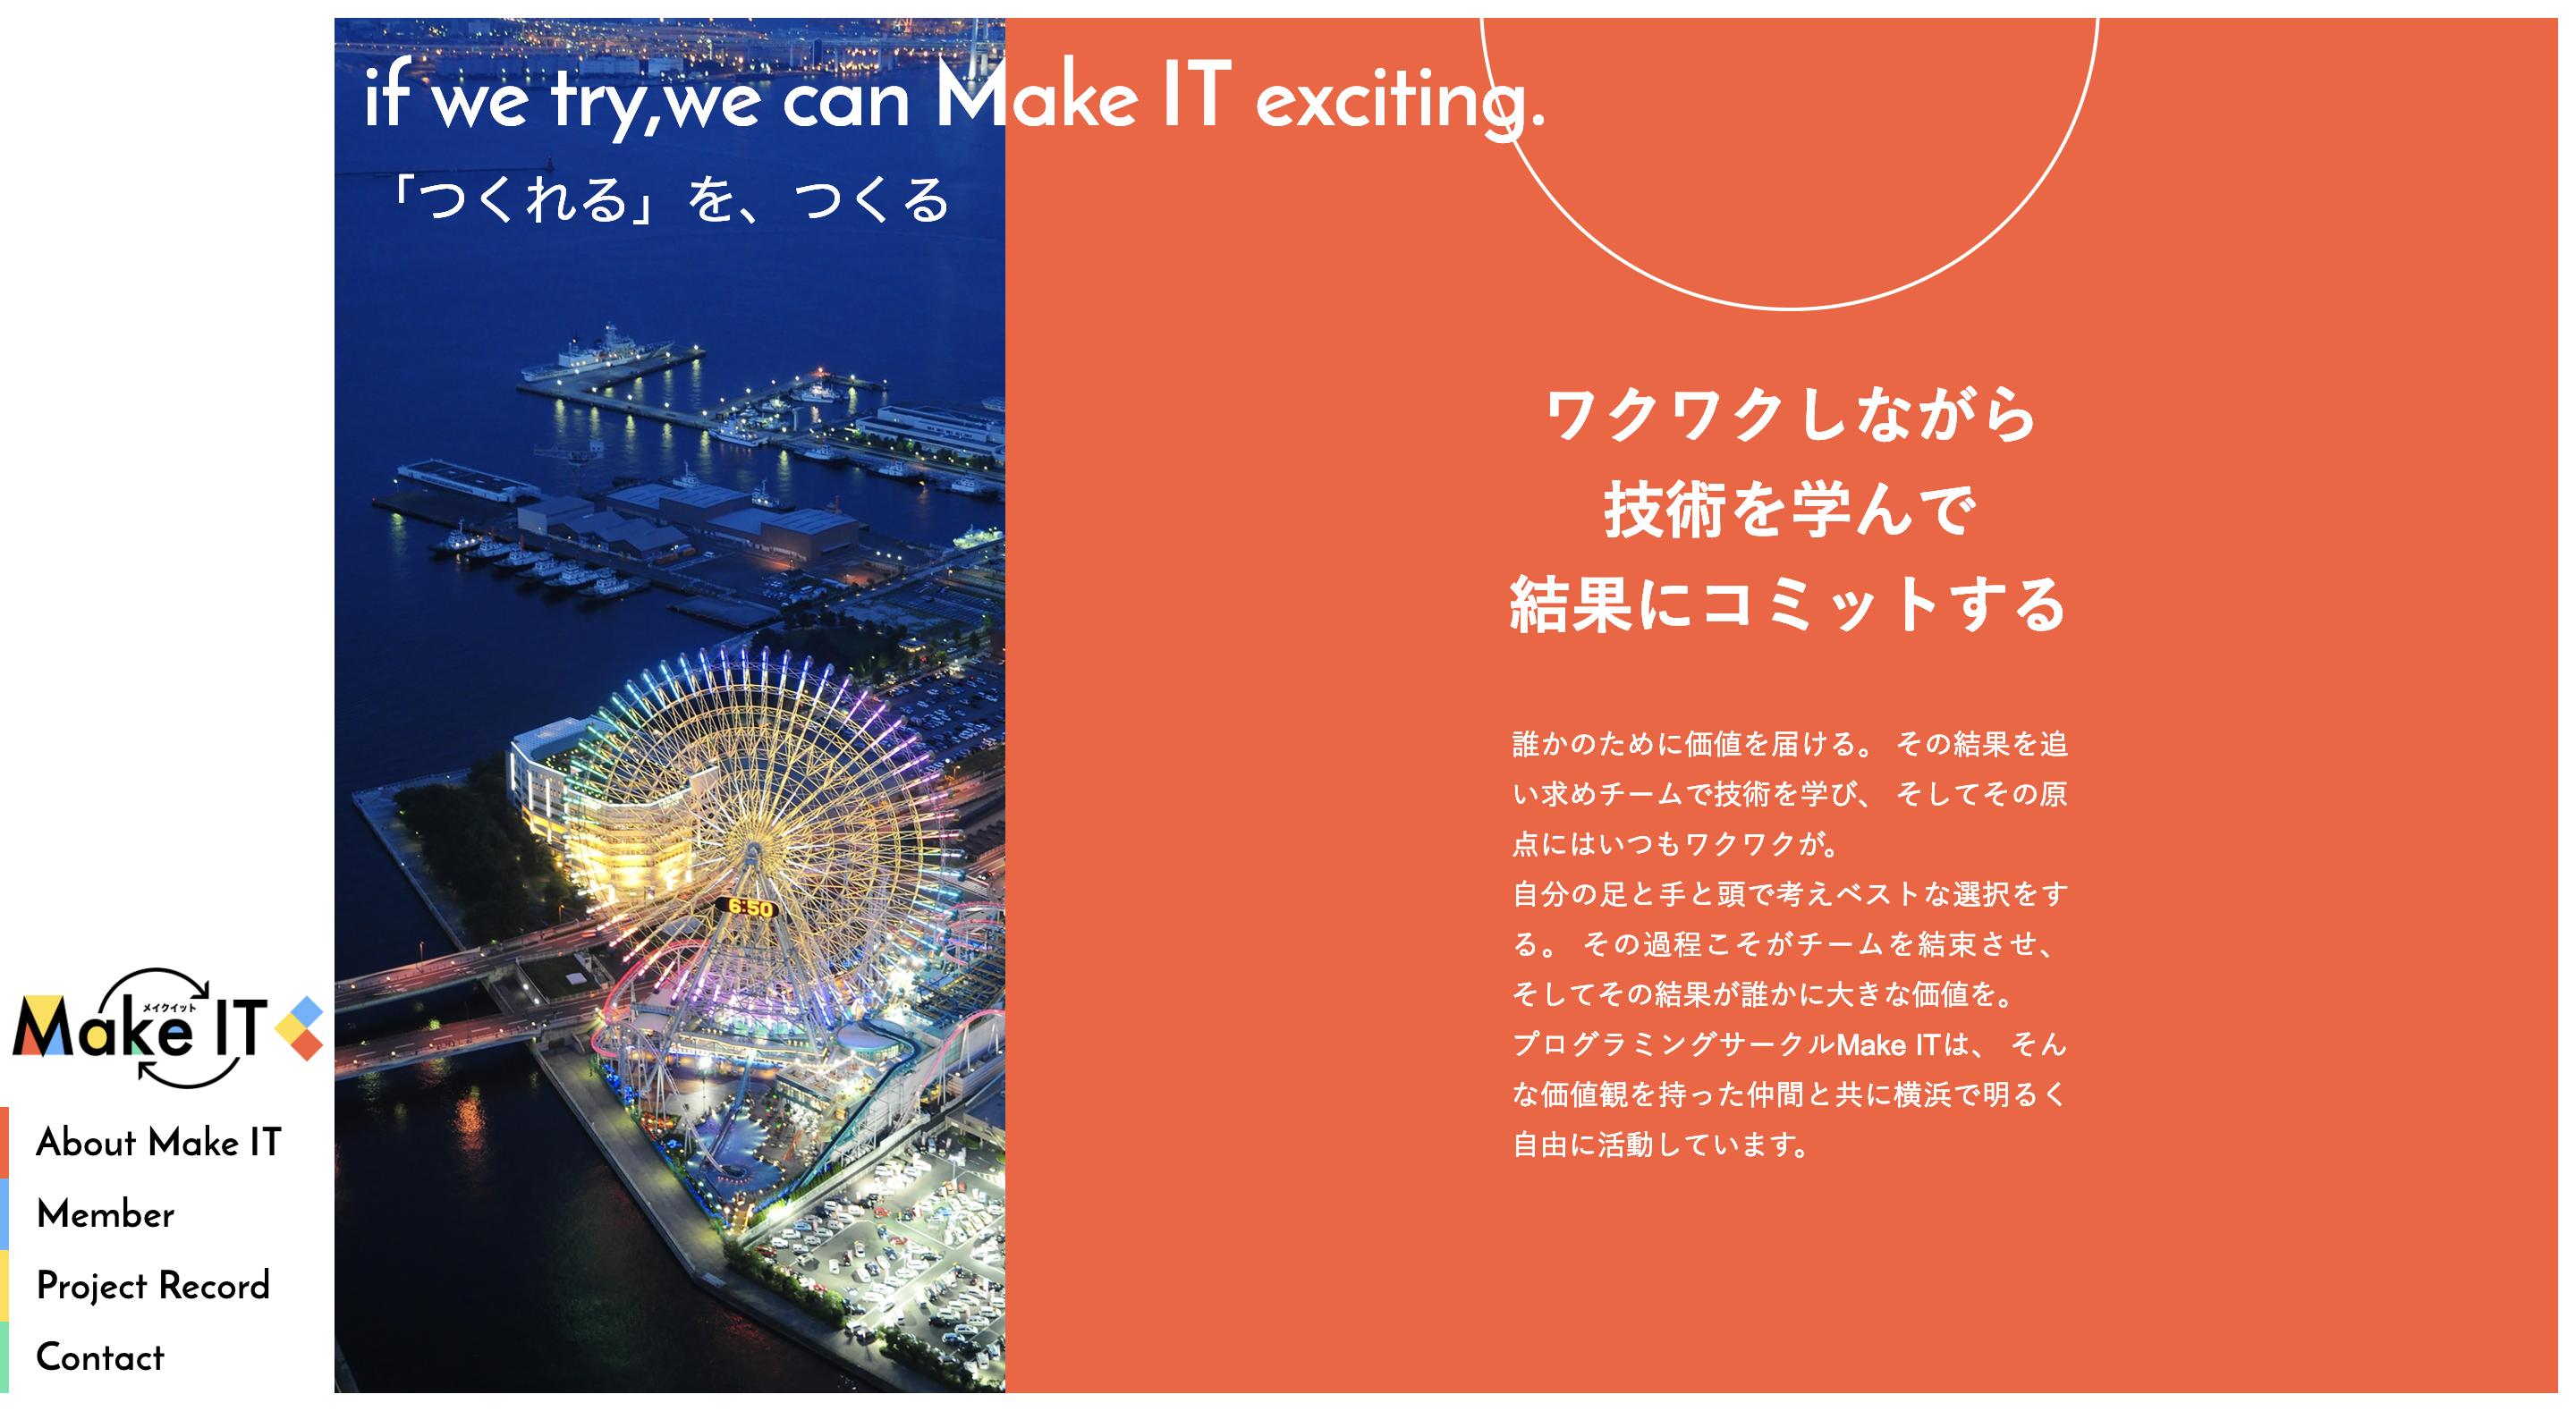 if we try,we can Make IT exciting.
「つくれる」を、つくる
ワクワクしながら
技術を学んで
結果にコミットする
誰かのために価値を届ける。 その結果を追
い求めチームで技術を学び、 そしてその原
点にはいつもワクワクが。
自分の足と手と頭で考えベストな選択をす
る。 その過程こそがチームを結束させ、
そしてその結果が誰かに大きな価値を。
プログラミングサークルMake ITは、 そん
な価値観を持った仲間と共に横浜で明るく
自由に活動しています。
6:50
メイクイット
Make IT
About Make IT
Member
Project Record
Contact